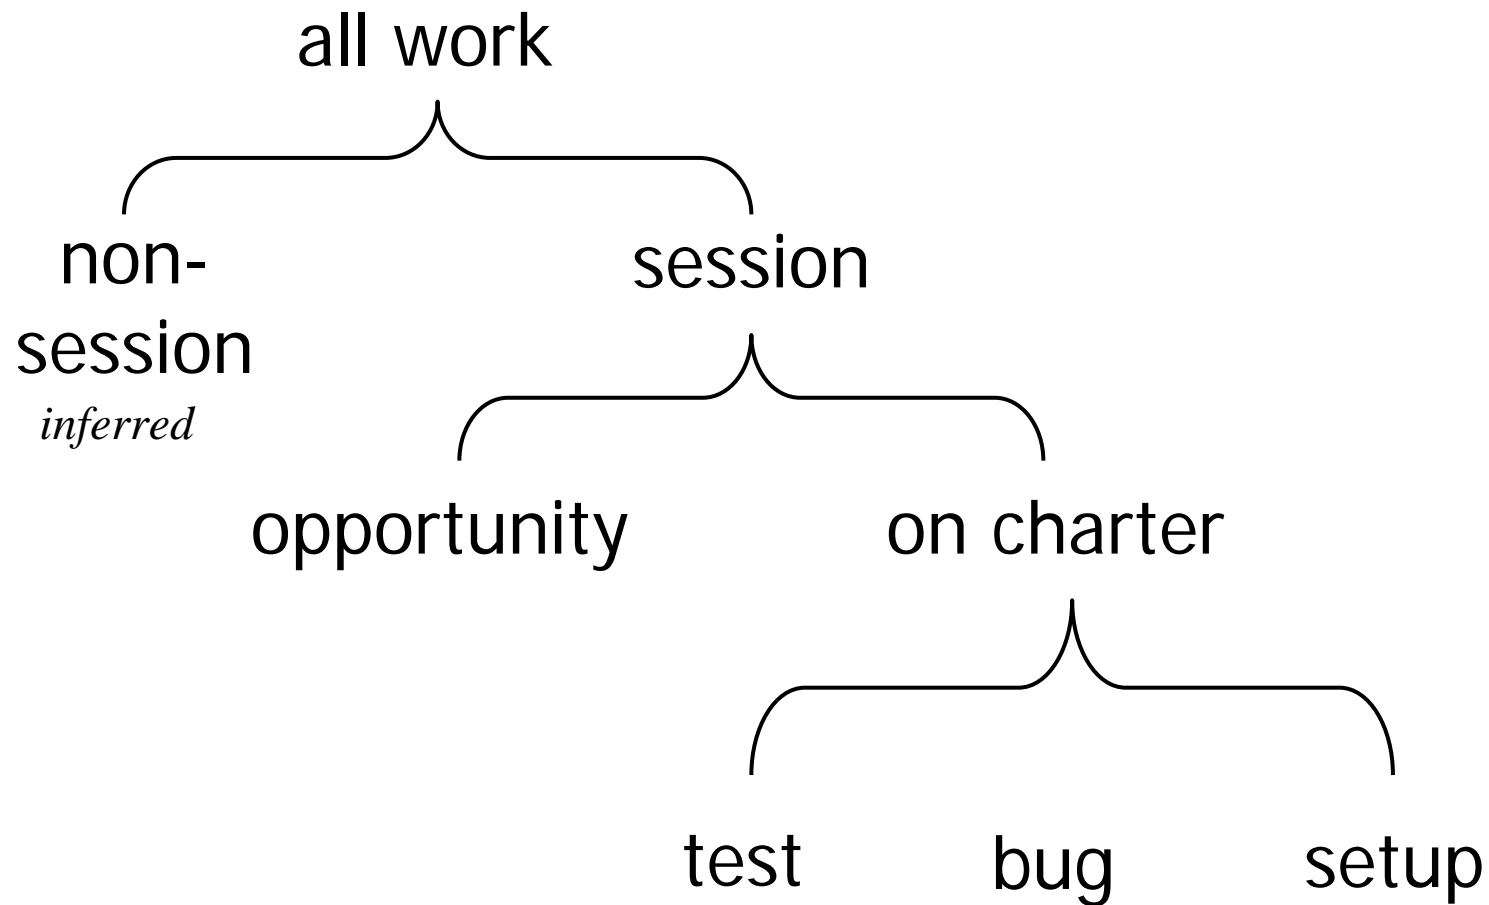 all work
non-
session
session
inferred
opportunity
on charter
test
bug
setup